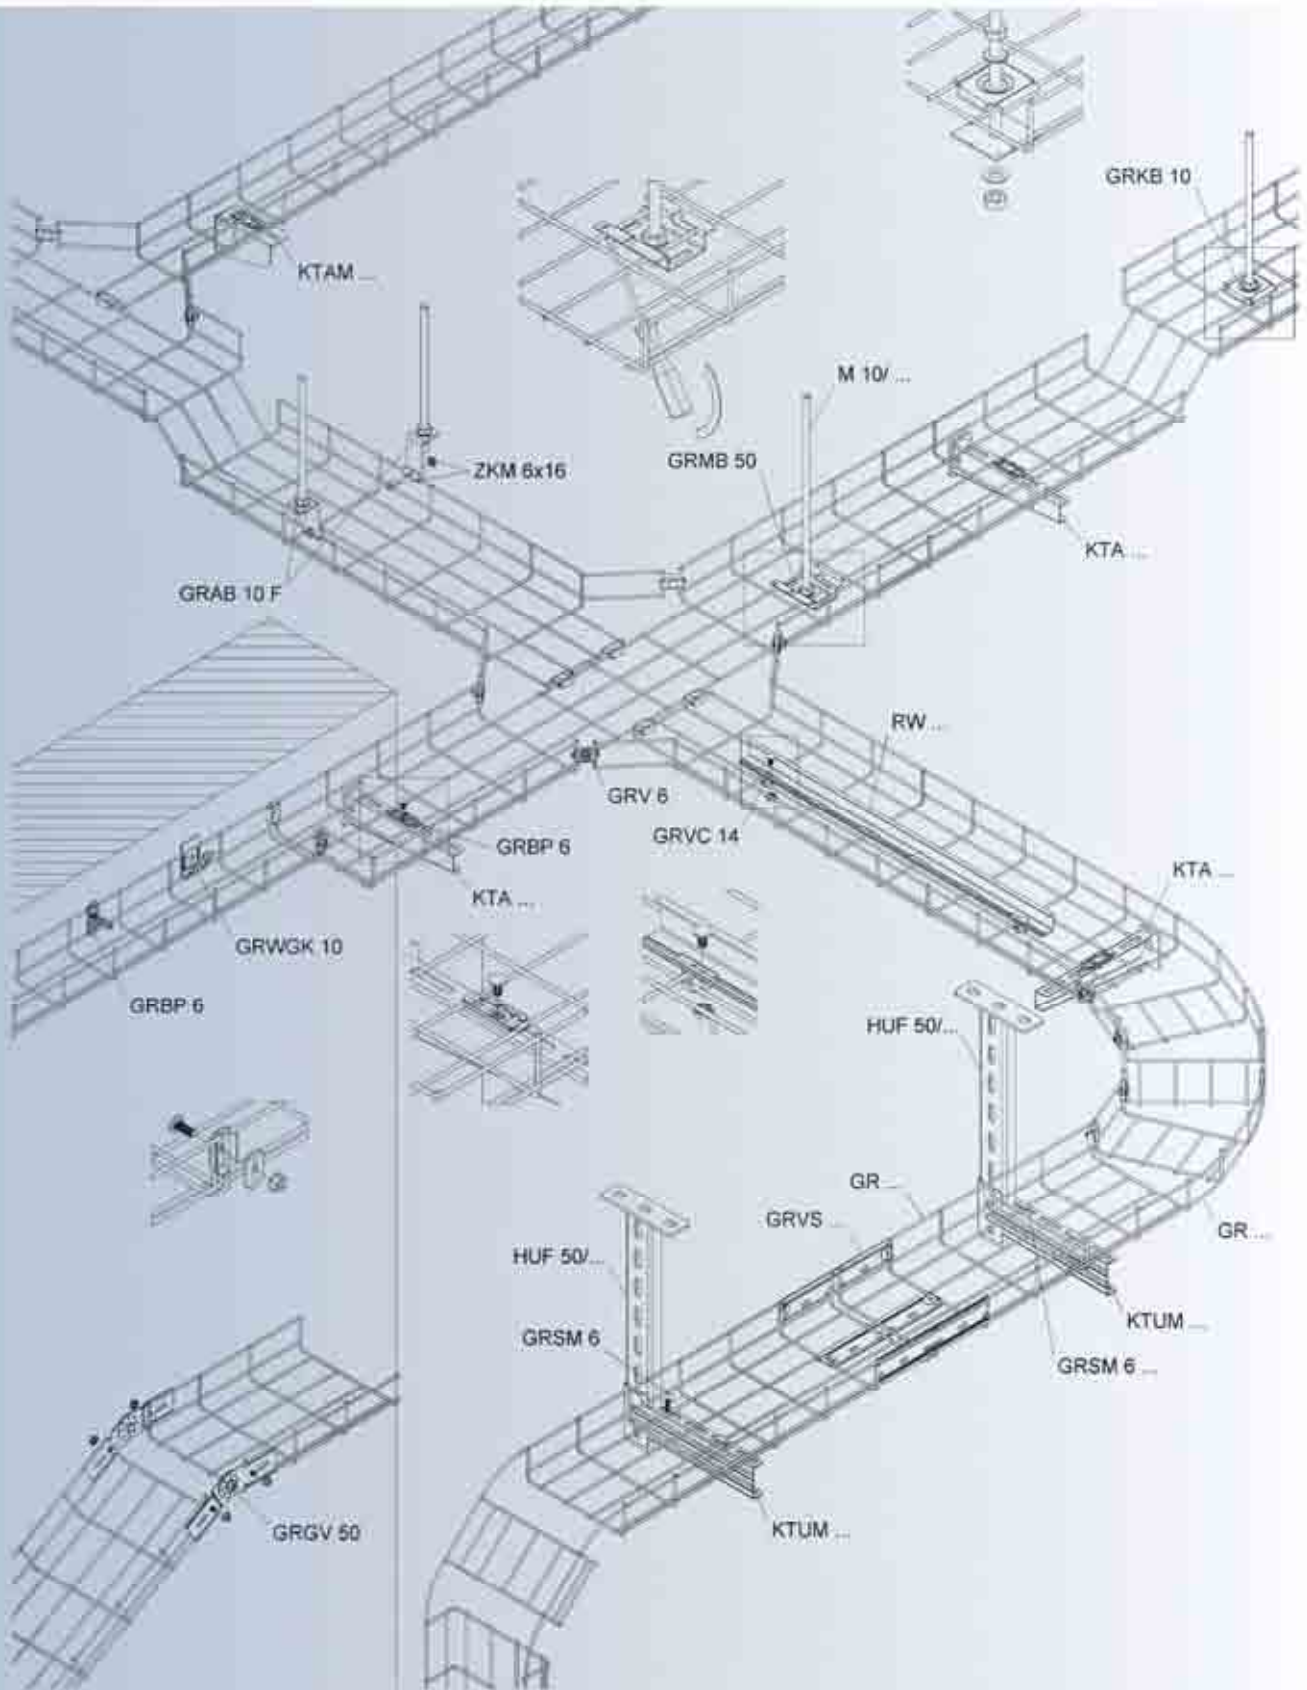 GRKB 10
KTAM ...
M 10/ ...
GRMB 50
ZKM 6x16
KTA ...
GRAB 10 F
RW ...
GRV 6
GRVC 14
GRBP 6
KTA ...
KTA ...
GRWGK 10
GRBP 6
HUF 50/...
GR ...
GRVS ...
GR ...
HUF 50/...
KTUM ...
GRSM 6
GRSM 6 ...
GRGV 50
KTUM ...